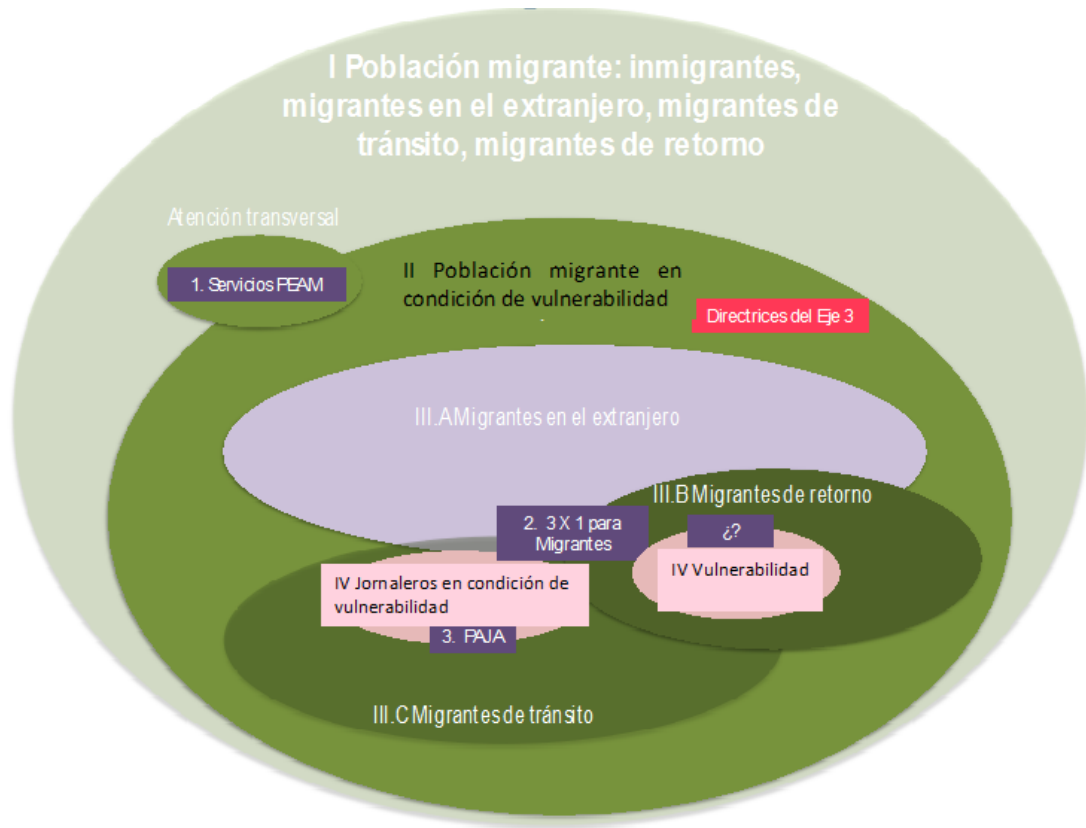 I Población migrante: inmigrantes,
migrantes en el extranjero, migrantes de
tránsito, migrantes de retorno
Atención transversal
1. Servicios FEAM
II Población migrante en
condición de vulnerabilidad
Directrices del Eje 3
III.A Migrantes en el extranjero
III.B Migrantes de retorno
2. 3 X 1 para
Migrantes
¿?
IV Vulnerabilidad
IV Jornaleros en condición de
vulnerabilidad
3. PAJA
III.C Migrantes de tránsito